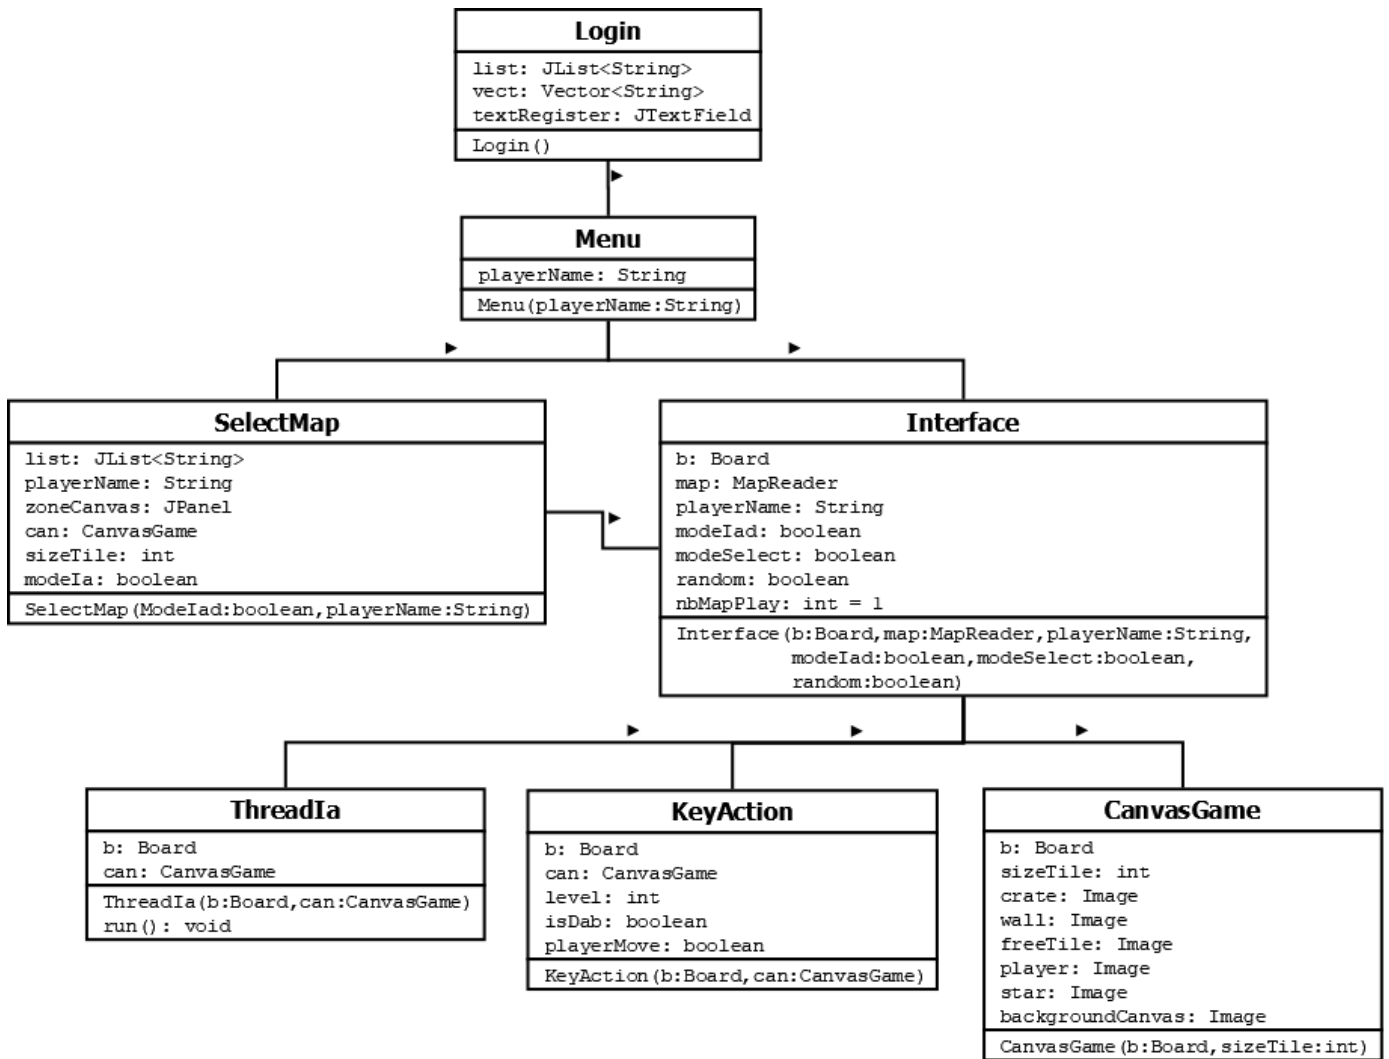 Login
list: JList<String>
vect: Vector<String>
textRegister: JTextField
Login()
Menu
playerName: String
Menu(playerName:String)
SelectMap
list: JList<String>
playerName: String
zoneCanvas: JPanel
can: CanvasGame
sizeTile: int
modeIa: boolean
SelectMap(ModeIad:boolean,playerName:String)
Interface
b: Board
map: MapReader
playerName: String
modeIad: boolean
modeSelect: boolean
random: boolean
nbMapPlay: int = 1
Interface(b:Board,map:MapReader,playerName:String,
modeIad:boolean,modeSelect:boolean,
random:boolean)
ThreadIa
b: Board
can: CanvasGame
ThreadIa(b:Board,can:CanvasGame)
run(): void
KeyAction
b: Board
can: CanvasGame
level: int
isDab: boolean
playerMove: boolean
KeyAction(b:Board,can:CanvasGame)
CanvasGame
b: Board
sizeTile: int
crate: Image
wall: Image
freeTile: Image
player: Image
star: Image
backgroundCanvas: Image
CanvasGame(b:Board,sizeTile:int)